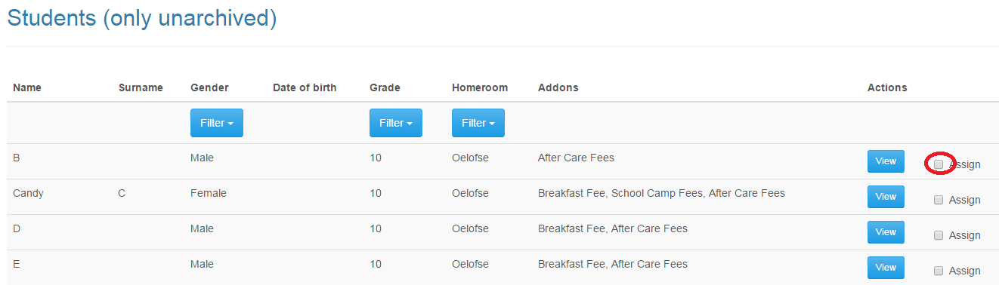 Students (only unarchived)
Name Surname Gender Date of birth Grade Homeroom Addons Actions
Filter Filter Filter
B Male 10 Oelofse After Care Fees View Assign
Candy C Female 10 Oelofse Breakfast Fee, School Camp Fees, After Care Fees View Assign
D Male 10 Oelofse Breakfast Fee, After Care Fees View Assign
E Male 10 Oelofse Breakfast Fee, After Care Fees View Assign